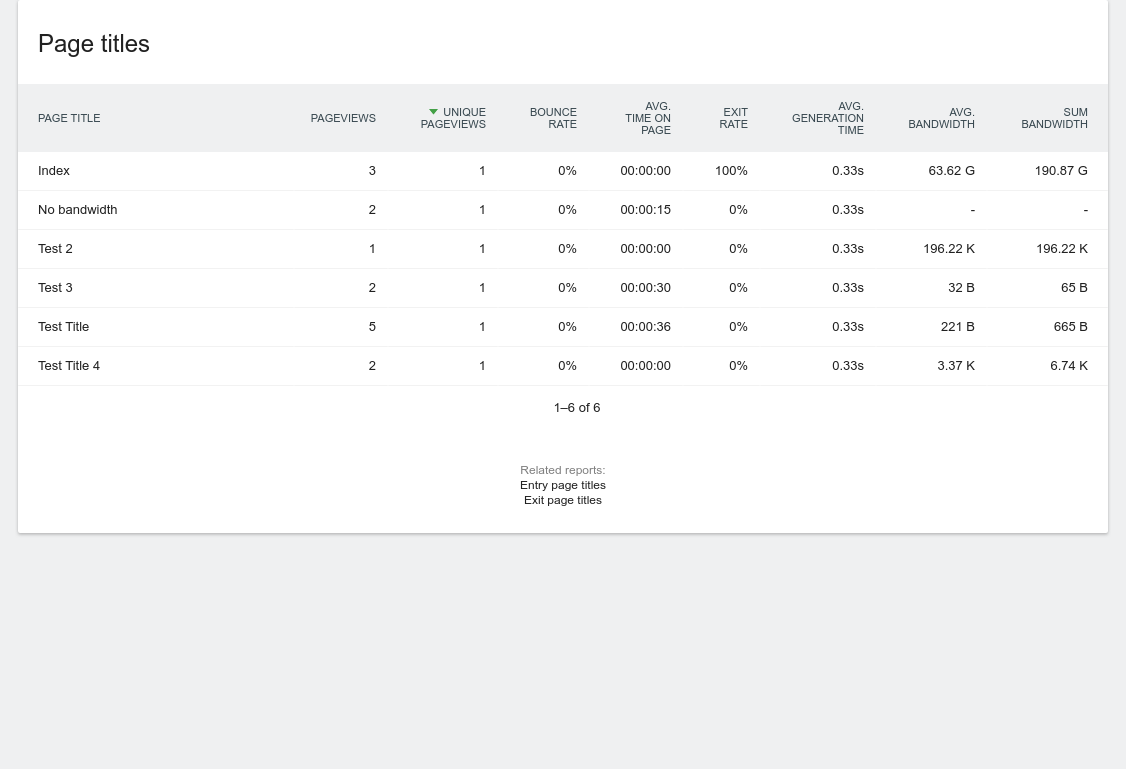 Page titles
PAGE TITLE PAGEVIEWS UNIQUE PAGEVIEWS BOUNCE RATE AVG. TIME ON PAGE EXIT RATE AVG. GENERATION TIME AVG. BANDWIDTH SUM BANDWIDTH
Index 3 1 0% 00:00:00 100% 0.33s 63.62 G 190.87 G
No bandwidth 2 1 0% 00:00:15 0% 0.33s - -
Test 2 1 1 0% 00:00:00 0% 0.33s 196.22 K 196.22 K
Test 3 2 1 0% 00:00:30 0% 0.33s 32 B 65 B
Test Title 5 1 0% 00:00:36 0% 0.33s 221 B 665 B
Test Title 4 2 1 0% 00:00:00 0% 0.33s 3.37 K 6.74 K
1–6 of 6
Related reports:
Entry page titles
Exit page titles